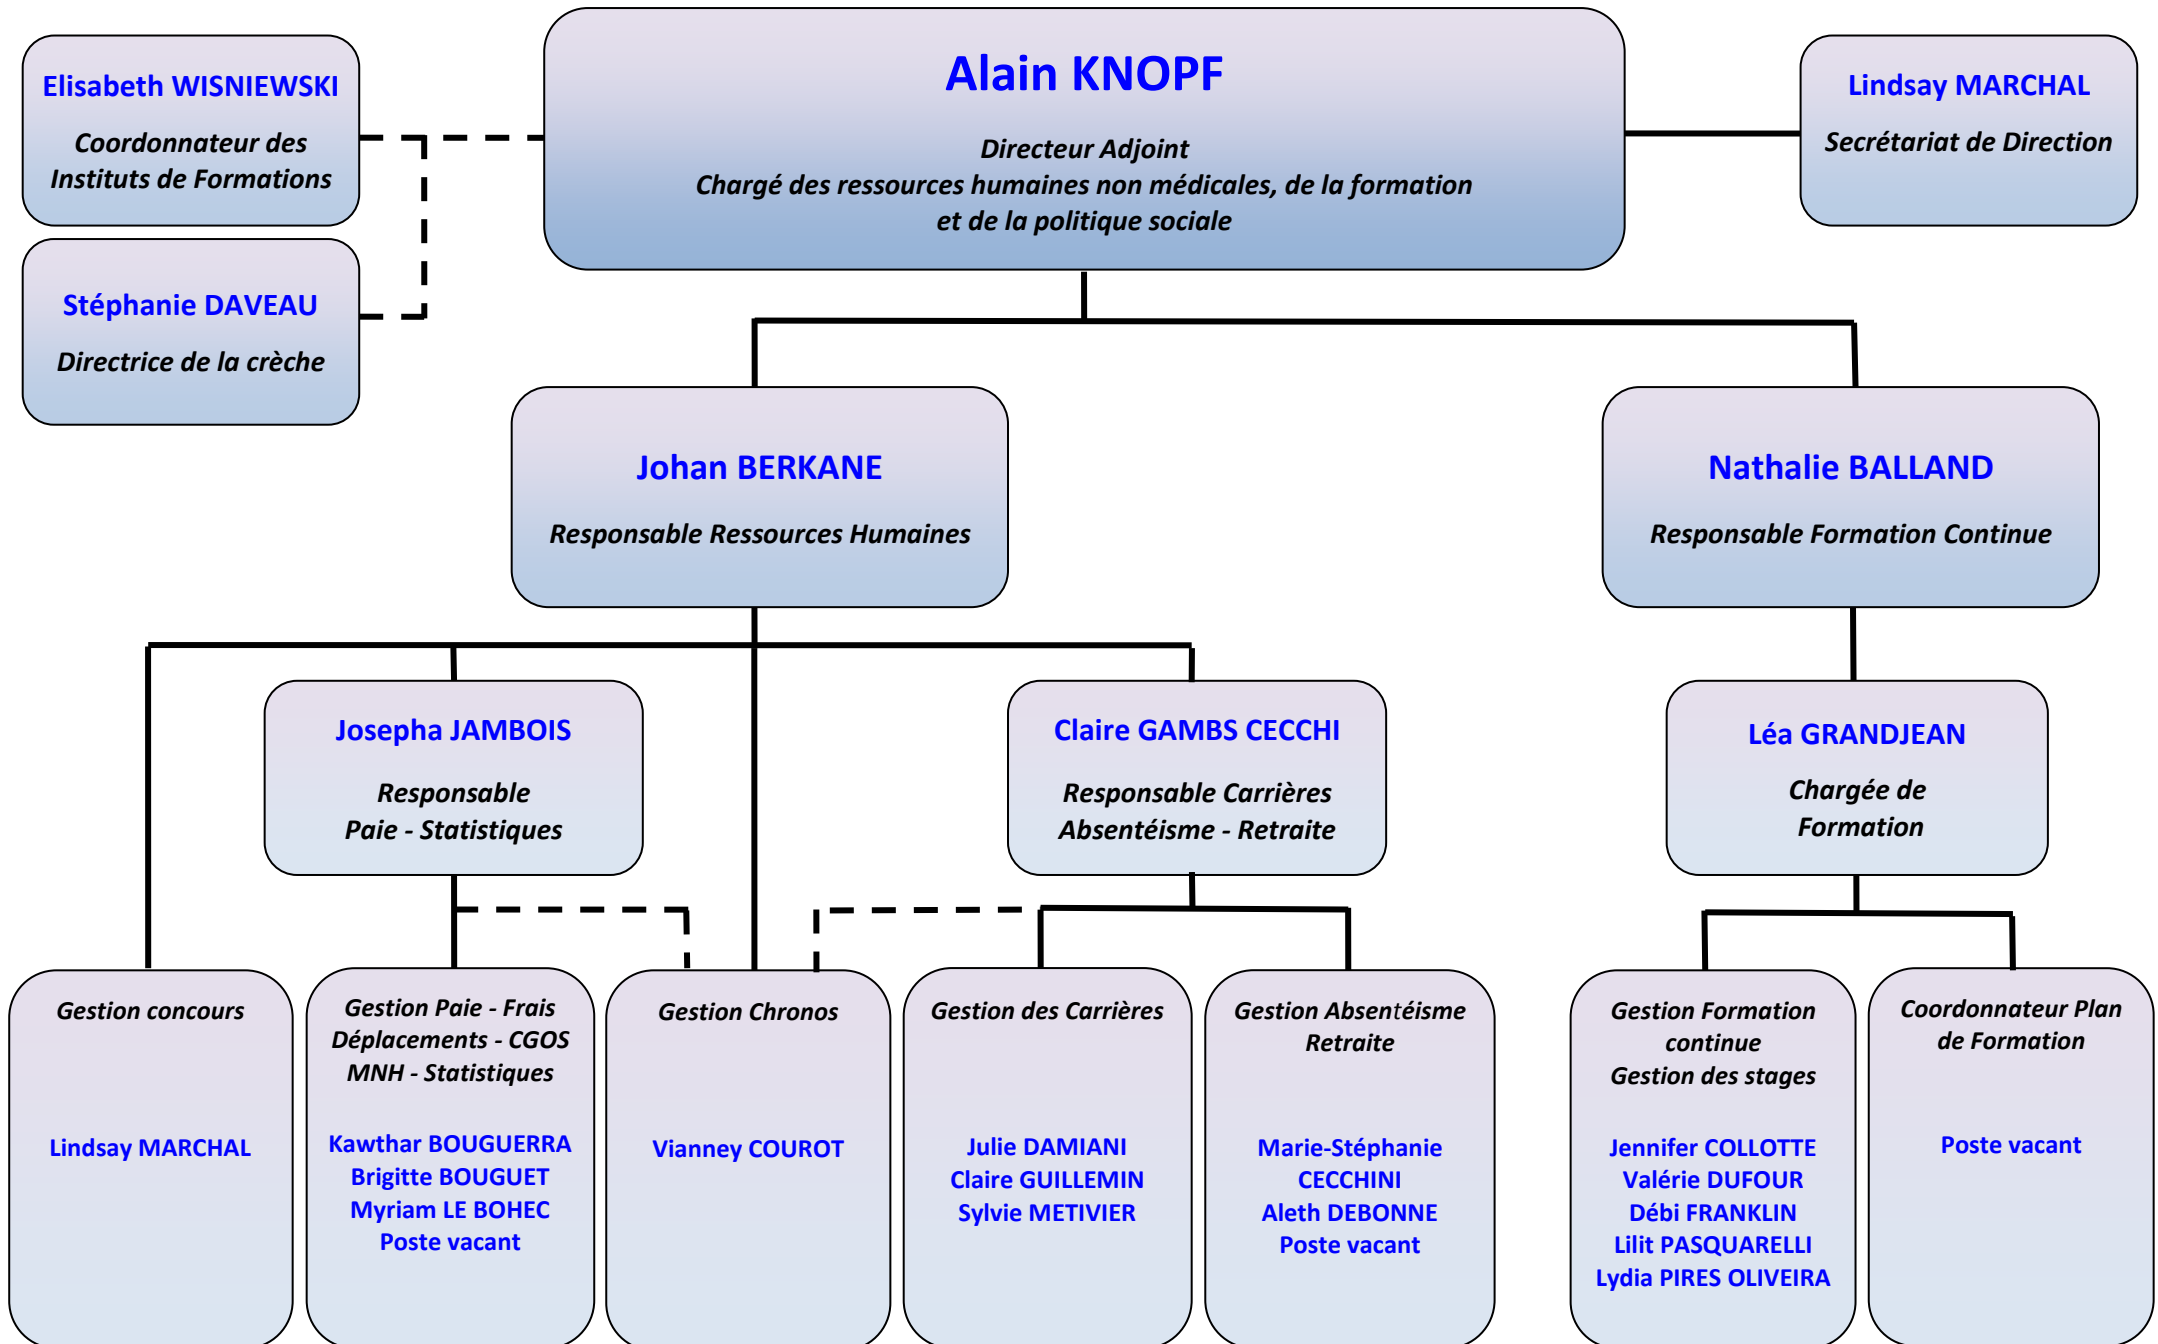 Elisabeth WISNIEWSKI
Coordonnateur des
Instituts de Formations
Alain KNOPF
Directeur Adjoint
Chargé des ressources humaines non médicales, de la formation
et de la politique sociale
Lindsay MARCHAL
Secrétariat de Direction
Stéphanie DAVEAU
Directrice de la crèche
Johan BERKANE
Responsable Ressources Humaines
Nathalie BALLAND
Responsable Formation Continue
Josepha JAMBOIS
Responsable
Paie - Statistiques
Claire GAMBS CECCHI
Responsable Carrières
Absentéisme - Retraite
Léa GRANDJEAN
Chargée de
Formation
Gestion concours
Lindsay MARCHAL
Gestion Paie - Frais
Déplacements - CGOS
MNH - Statistiques
Kawthar BOUGUERRA
Brigitte BOUGUET
Myriam LE BOHEC
Poste vacant
Gestion Chronos
Vianney COUROT
Gestion des Carrières
Julie DAMIANI
Claire GUILLEMIN
Sylvie METIVIER
Gestion Absentéisme
Retraite
Marie-Stéphanie
CECCHINI
Aleth DEBONNE
Poste vacant
Gestion Formation
continue
Gestion des stages
Jennifer COLLOTTE
Valérie DUFOUR
Débi FRANKLIN
Lilit PASQUARELLI
Lydia PIRES OLIVEIRA
Coordonnateur Plan
de Formation
Poste vacant